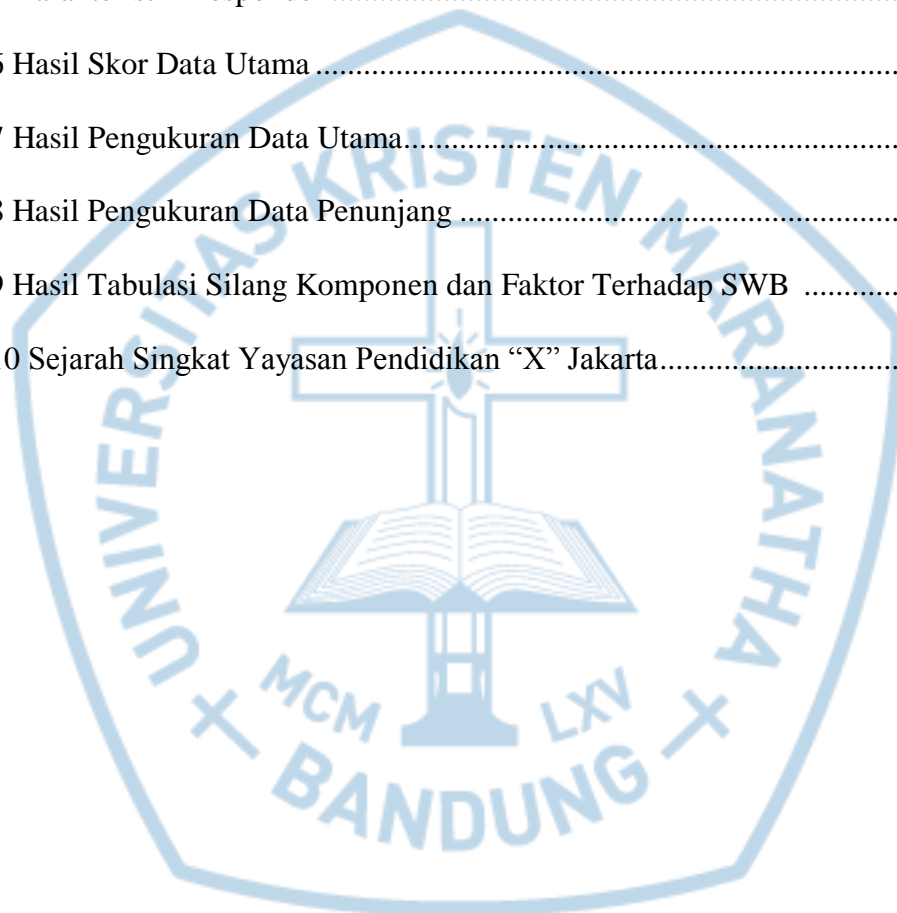 6 Hasil Skor Data Utama ....................................................................
7 Hasil Pengukuran Data Utama...........................................................
8 Hasil Pengukuran Data Penunjang ....................................................
9 Hasil Tabulasi Silang Komponen dan Faktor Terhadap SWB ............
10 Sejarah Singkat Yayasan Pendidikan “X” Jakarta.............................
UNIVERSITAS KRISTEN MARANATHA
MCM LXV
BANDUNG